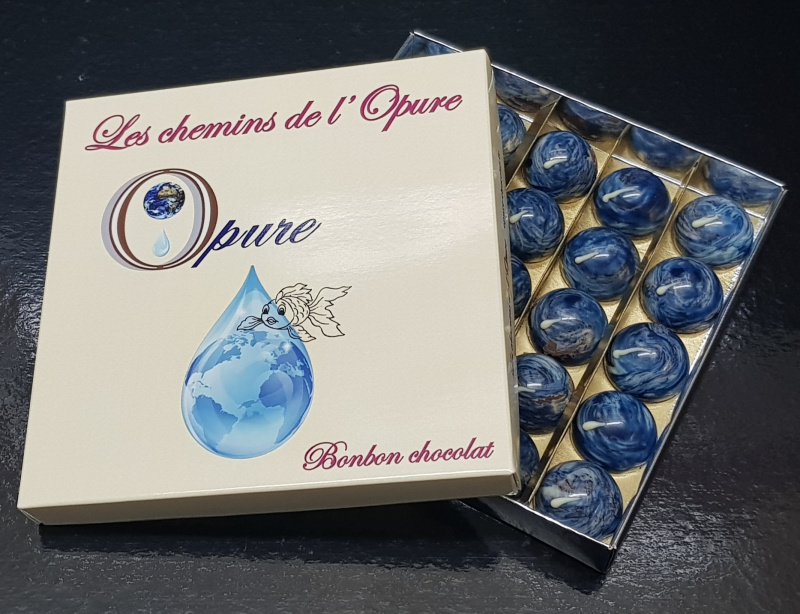 Les chemins de l'Opure
Opure
Bonbon chocolat